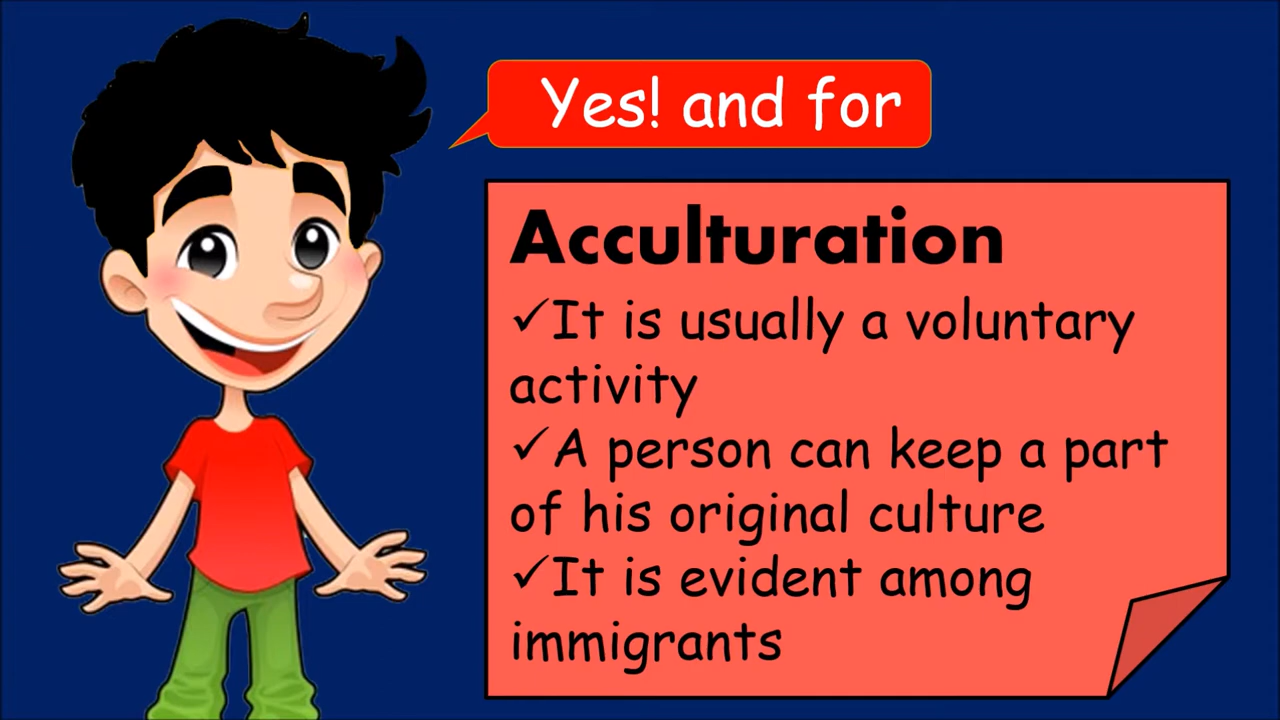 Yes! and for
Acculturation
✓It is usually a voluntary
activity
✓A person can keep a part
of his original culture
✓It is evident among
immigrants